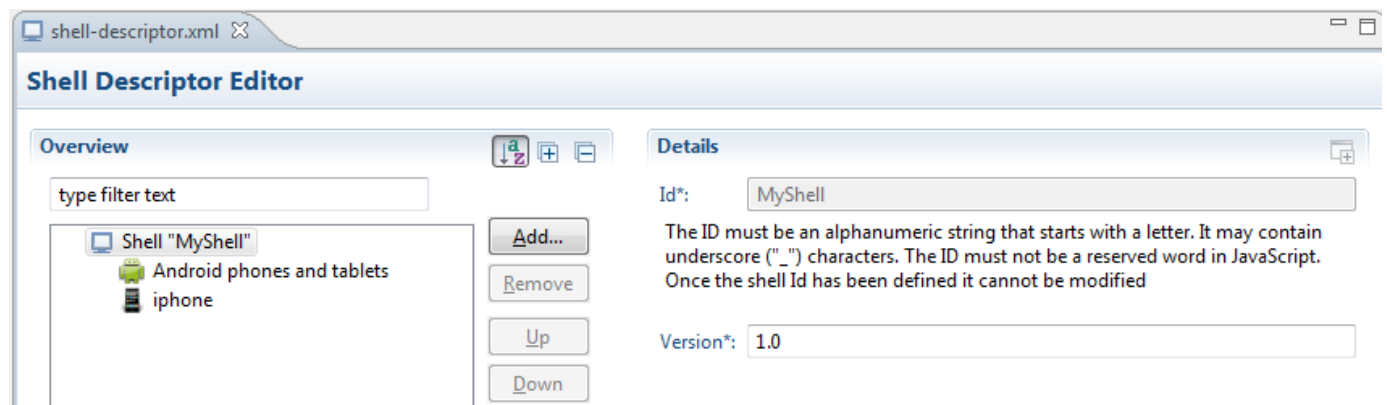 shell-descriptor.xml
Shell Descriptor Editor
Overview
type filter text
Shell "MyShell"
Android phones and tablets
iphone
Add...
Remove
Up
Down
Details
Id*: MyShell
The ID must be an alphanumeric string that starts with a letter. It may contain
underscore ("_") characters. The ID must not be a reserved word in JavaScript.
Once the shell Id has been defined it cannot be modified
Version*: 1.0